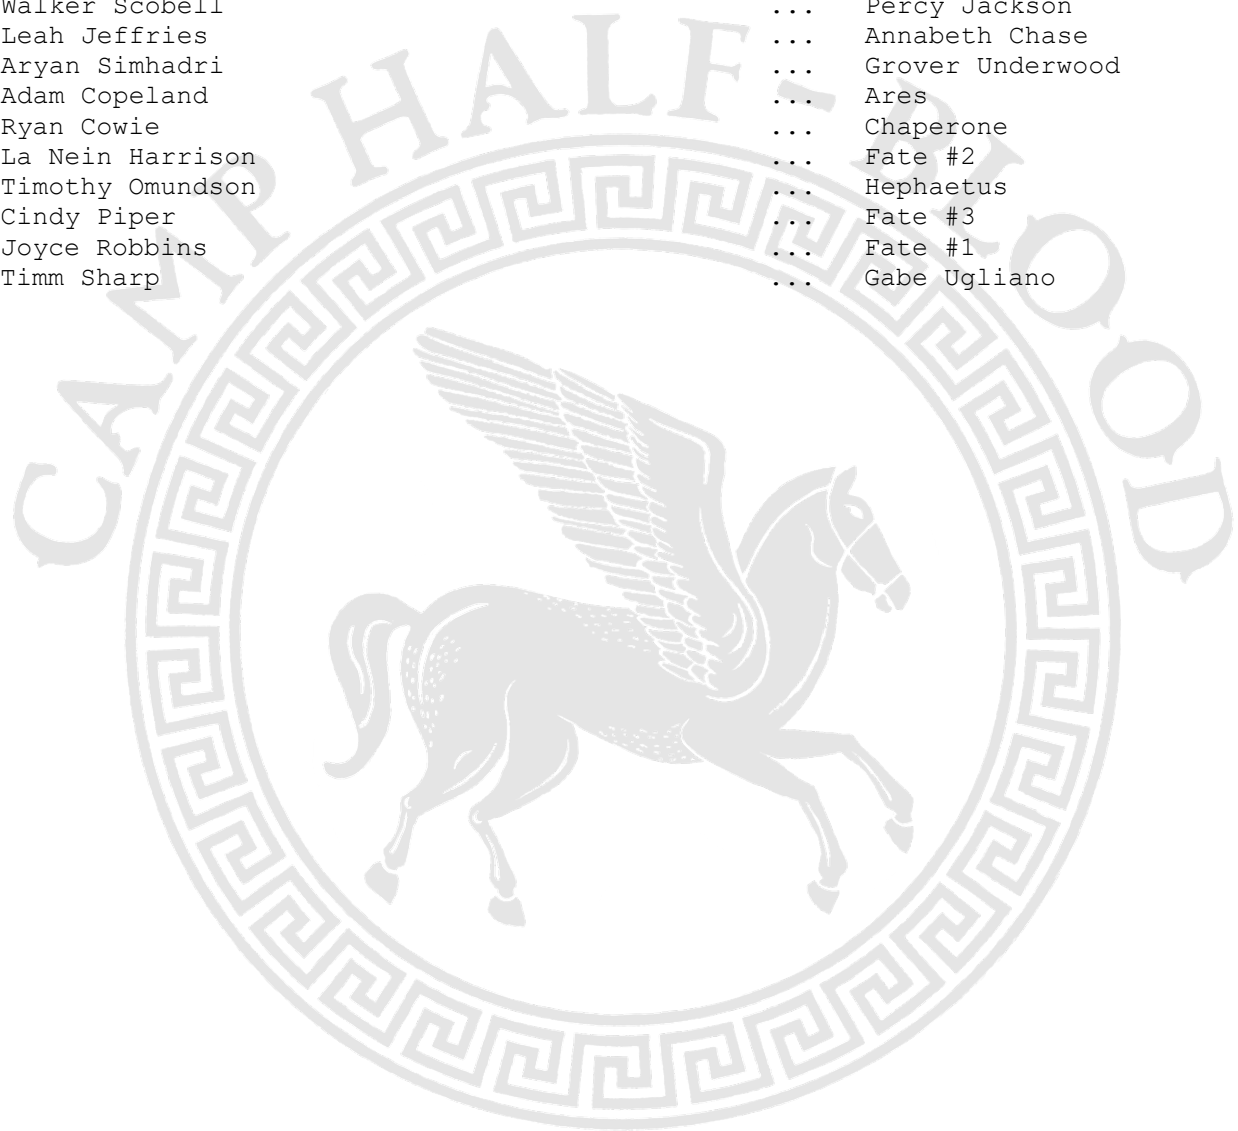 Walker Scobell ... Percy Jackson
Leah Jeffries ... Annabeth Chase
Aryan Simhadri ... Grover Underwood
Adam Copeland ... Ares
Ryan Cowie ... Chaperone
La Nein Harrison ... Fate #2
Timothy Omundson ... Hephaetus
Cindy Piper ... Fate #3
Joyce Robbins ... Fate #1
Timm Sharp ... Gabe Ugliano
CAMP HALF-BLOOD